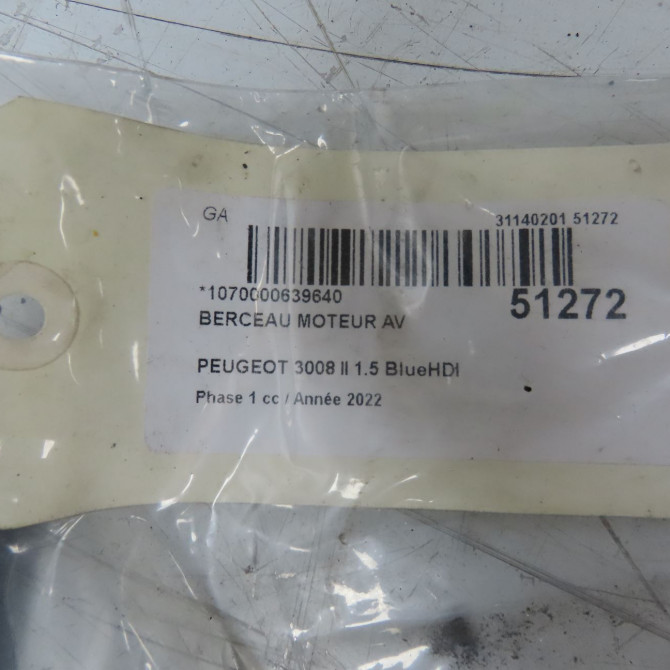 GA 31140201 51272
*1070000639640
51272
BERCEAU MOTEUR AV
PEUGEOT 3008 II 1.5 BlueHDI
Phase 1 cc / Année 2022